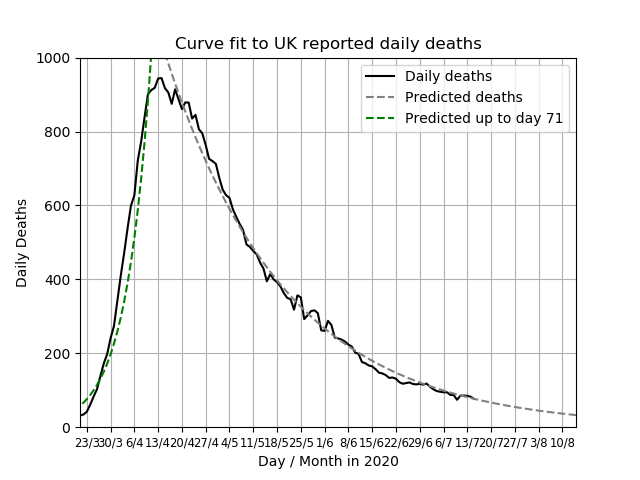 Curve fit to UK reported daily deaths
1000
800
600
400
200
0
Daily Deaths
Daily deaths
Predicted deaths
Predicted up to day 71
23/3 30/3 6/4 13/4 20/4 27/4 4/5 11/5 18/5 25/5 1/6 8/6 15/6 22/6 29/6 6/7 13/7 20/7 27/7 3/8 10/8
Day / Month in 2020